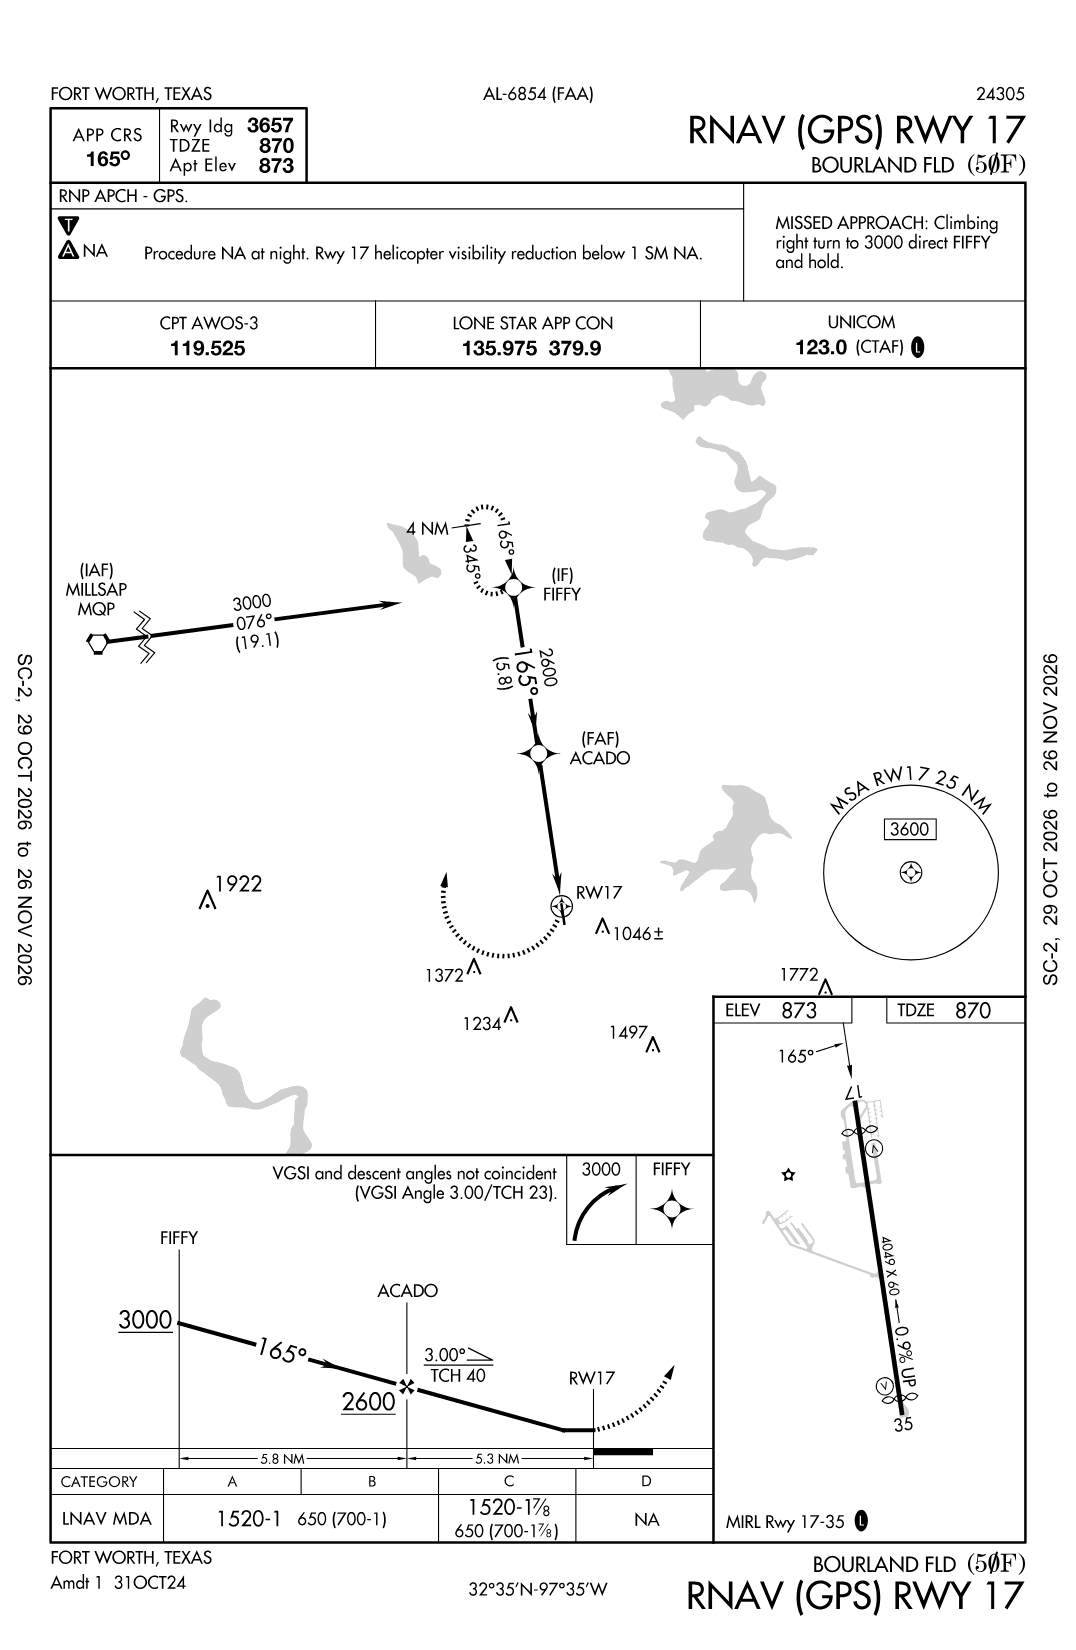 FORT WORTH, TEXAS
AL-6854 (FAA)
24305
APP CRS
165°
Rwy ldg 3657
TDZE 870
Apt Elev 873
RNAV (GPS) RWY 17
BOURLAND FLD (50F)
RNP APCH - GPS.
T
A NA
Procedure NA at night. Rwy 17 helicopter visibility reduction below 1 SM NA.
MISSED APPROACH: Climbing
right turn to 3000 direct FIFFY
and hold.
CPT AWOS-3
119.525
LONE STAR APP CON
135.975 379.9
UNICOM
123.0 (CTAF) L
4 NM
165°
345°
(IF)
FIFFY
(IAF)
MILLSAP
MQP
3000
076°
(19.1)
2600
165°
(5.8)
(FAF)
ACADO
MSA RW17 25 NM
3600
1922
RW17
1046±
1372
1234
1497
1772
SC-2, 29 OCT 2026 to 26 NOV 2026
SC-2, 29 OCT 2026 to 26 NOV 2026
ELEV 873
TDZE 870
165°
17
V
4049 X 60
0.9% UP
V
35
MIRL Rwy 17-35 L
VGSI and descent angles not coincident
(VGSI Angle 3.00/TCH 23).
3000
FIFFY
FIFFY
ACADO
3000
165°
3.00°
TCH 40
2600
RW17
5.8 NM
5.3 NM
CATEGORY A B C D
LNAV MDA
1520-1 650 (700-1)
1520-1⅞
650 (700-1⅞)
NA
FORT WORTH, TEXAS
Amdt 1 31OCT24
32°35'N-97°35'W
BOURLAND FLD (50F)
RNAV (GPS) RWY 17